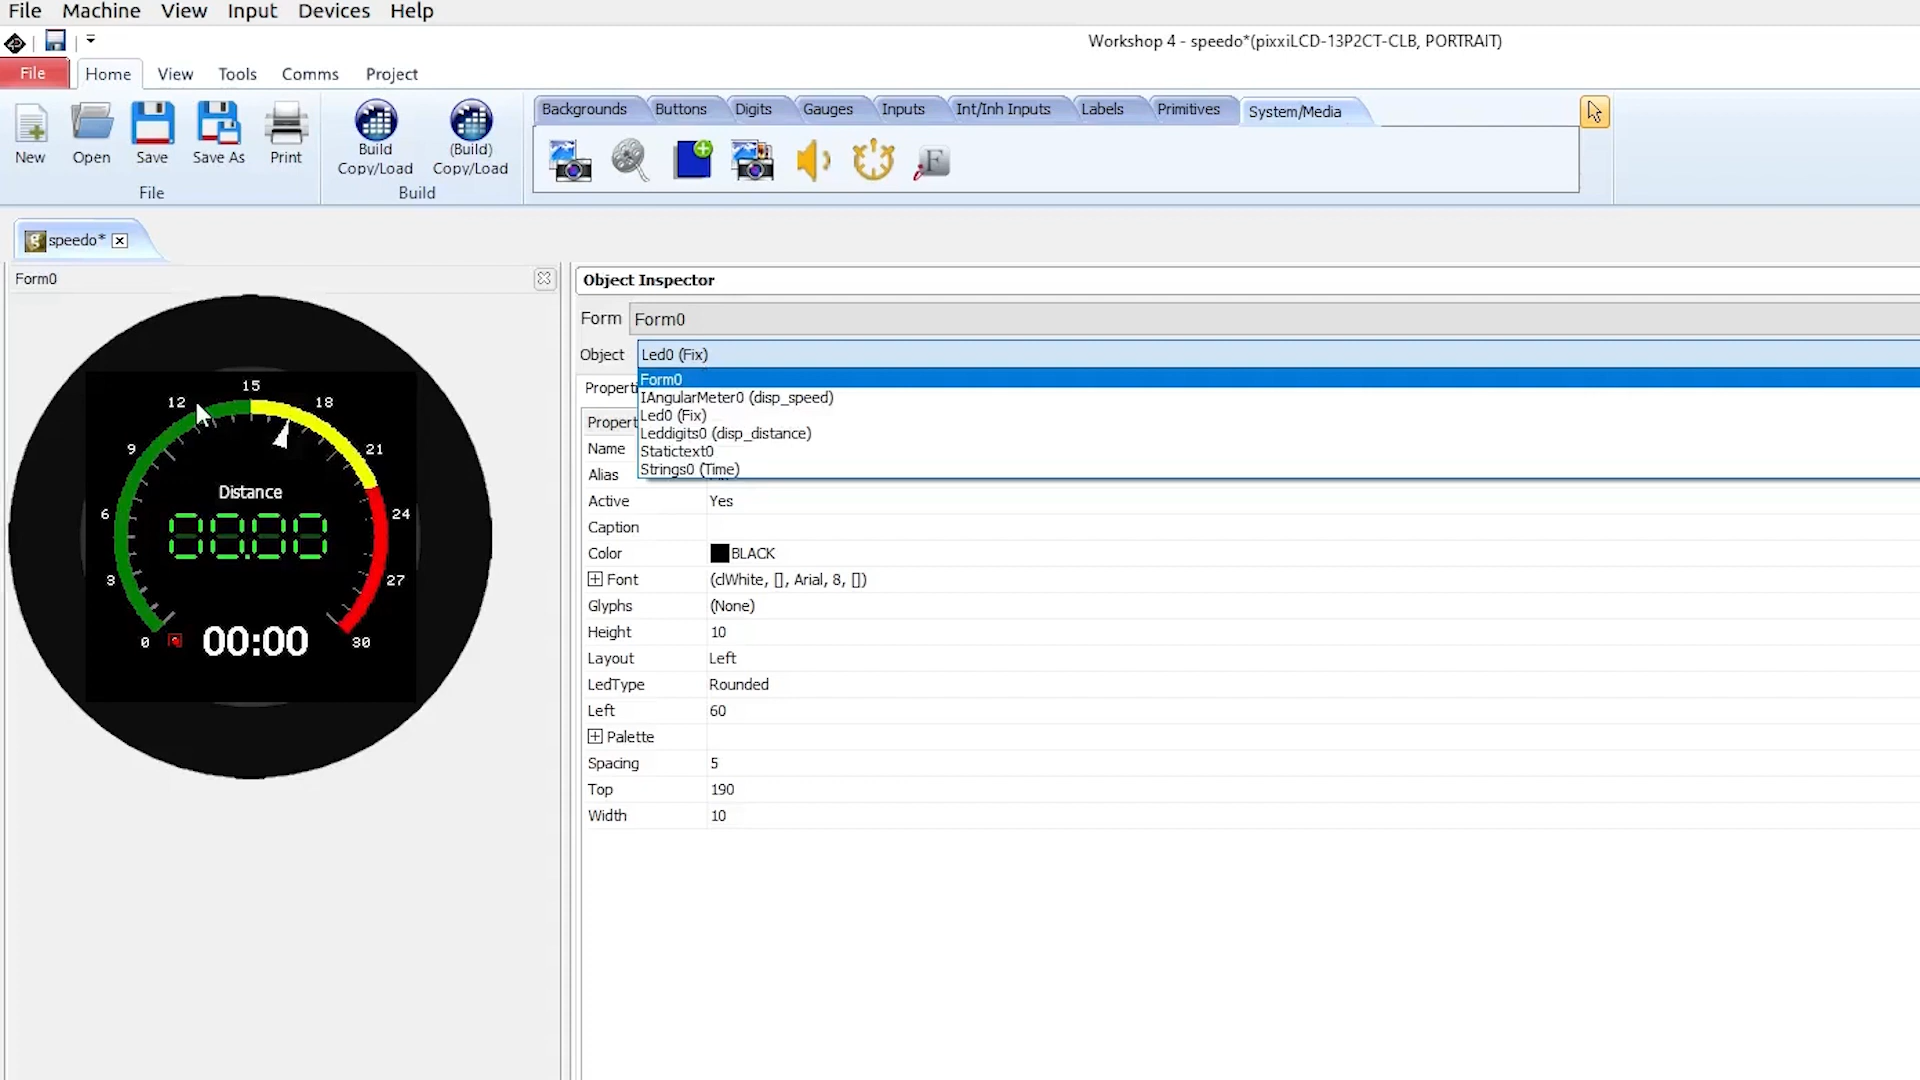 File Machine View Input Devices Help
Workshop 4 - speedo*(pixxiLCD-13P2CT-CLB, PORTRAIT)
File Home View Tools Comms Project
Backgrounds Buttons Digits Gauges Inputs Int/Inh Inputs Labels Primitives System/Media
New Open Save Save As Print
Build Copy/Load
(Build) Copy/Load
File Build
speedo*
Form0
Object Inspector
Form Form0
Object Led0 (Fix)
Form0
IAngularMeter0 (disp_speed)
Led0 (Fix)
Leddigits0 (disp_distance)
Statictext0
Strings0 (Time)
Properti
Propert
Name
Alias
Active Yes
Caption
Color BLACK
Font (clWhite, [], Arial, 8, [])
Glyphs (None)
Height 10
Layout Left
LedType Rounded
Left 60
Palette
Spacing 5
Top 190
Width 10
0 3 6 9 12 15 18 21 24 27 30
Distance
00.00
00:00